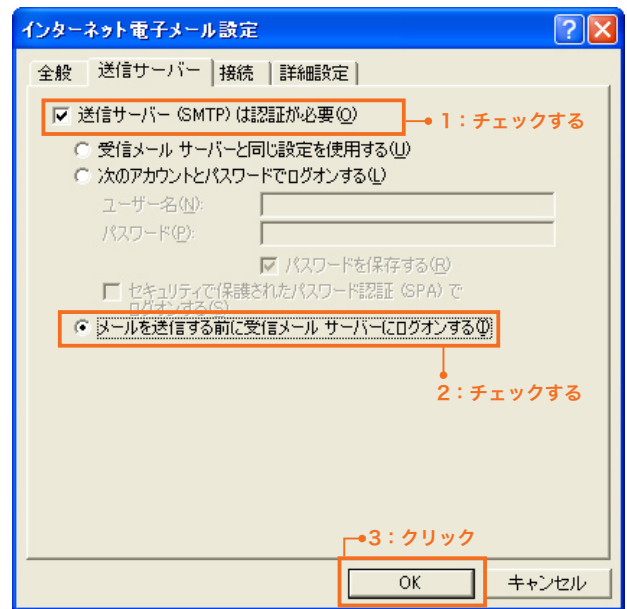 インターネット電子メール設定
全般 送信サーバー 接続 詳細設定
送信サーバー (SMTP) は認証が必要(O)
1：チェックする
受信メール サーバーと同じ設定を使用する(U)
次のアカウントとパスワードでログオンする(L)
ユーザー名(N):
パスワード(P):
パスワードを保存する(R)
セキュリティで保護されたパスワード認証 (SPA) で
ログオンする(S)
メールを送信する前に受信メール サーバーにログオンする(I)
2：チェックする
3：クリック
OK キャンセル